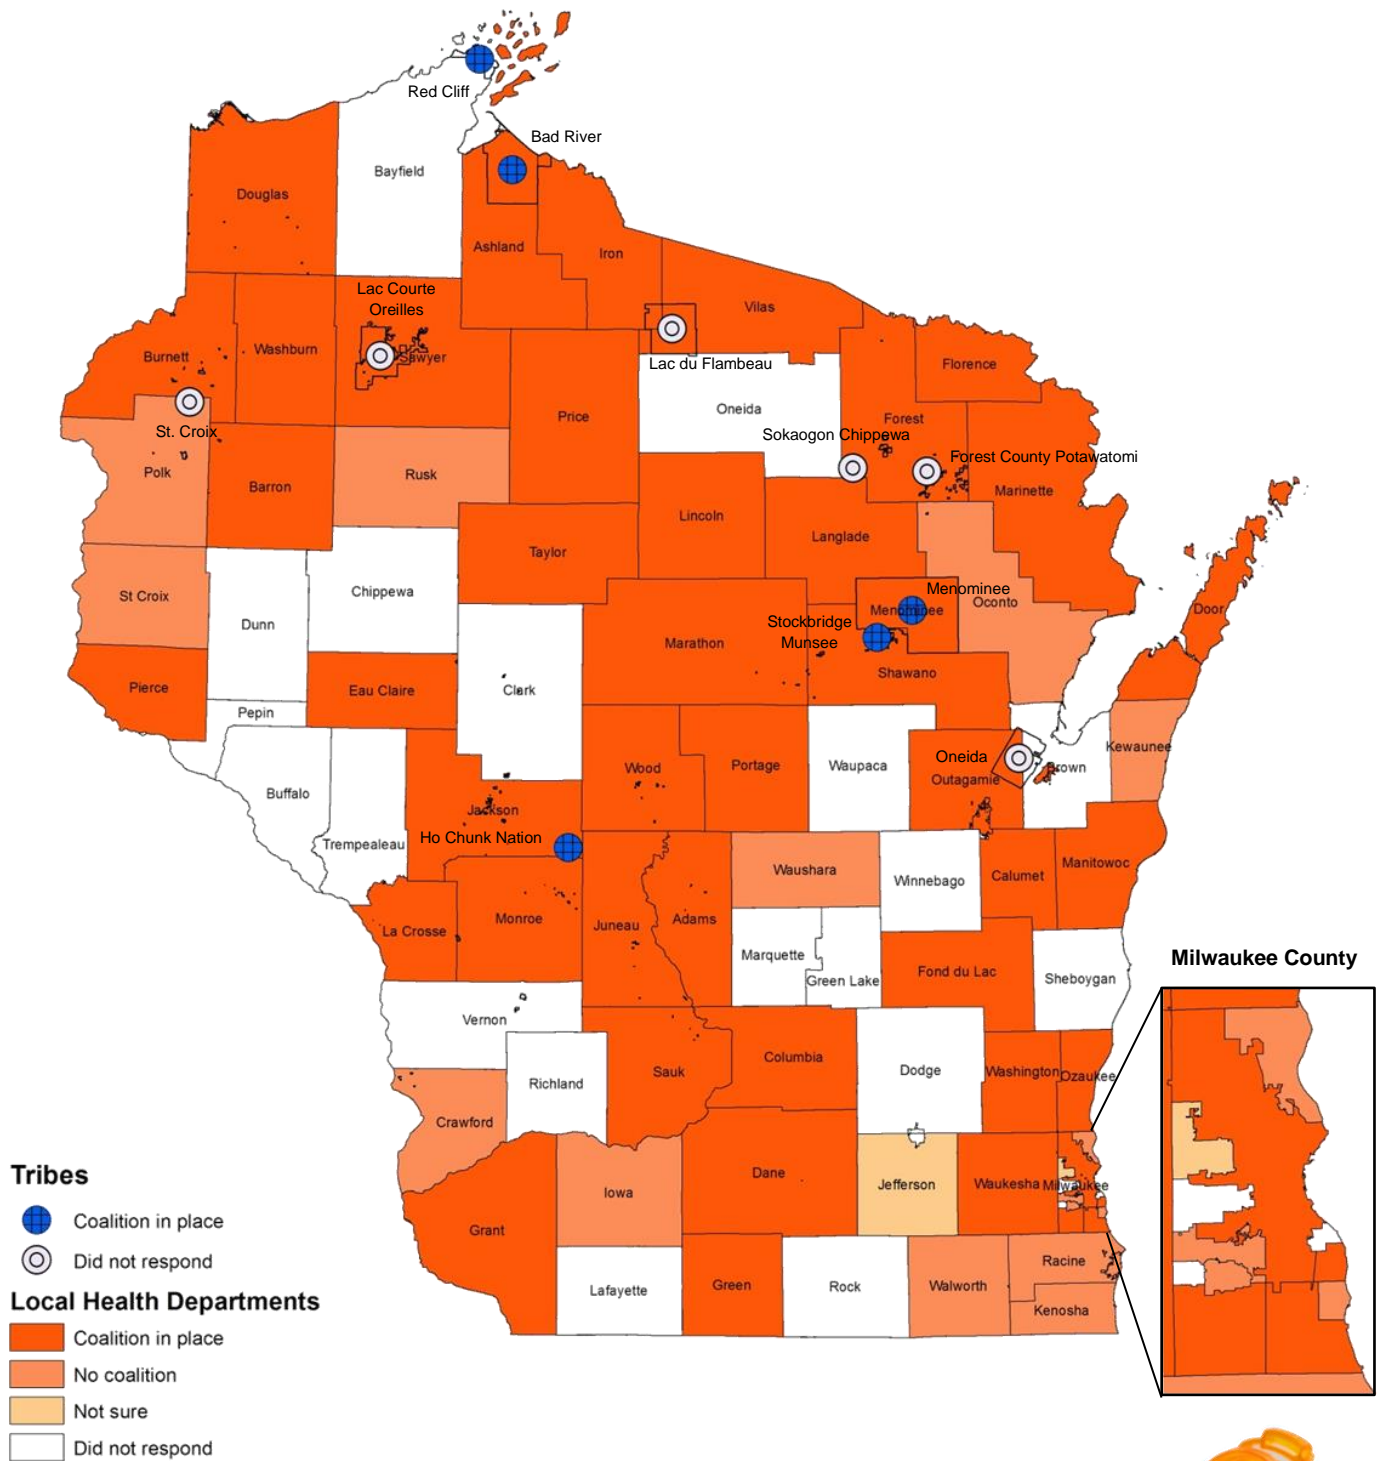 Red Cliff
Bad River
Bayfield
Douglas
Ashland
Iron
Lac Courte
Oreilles
Vilas
Burnett
Washburn
Sawyer
Lac du Flambeau
Florence
Price
Oneida
Forest
St. Croix
Sokaogon Chippewa
Forest County Potawatomi
Polk
Barron
Rusk
Marinette
Lincoln
Langlade
Taylor
St Croix
Chippewa
Menominee
Menominee
Oconto
Door
Dunn
Stockbridge
Munsee
Marathon
Shawano
Pierce
Eau Claire
Clark
Pepin
Kewaunee
Oneida
Wood
Portage
Waupaca
Brown
Outagamie
Buffalo
Jackson
Ho Chunk Nation
Trempealeau
Waushara
Winnebago
Calumet
Manitowoc
La Crosse
Monroe
Juneau
Adams
Marquette
Green Lake
Fond du Lac
Sheboygan
Milwaukee County
Vernon
Richland
Sauk
Columbia
Dodge
Washington
Ozaukee
Crawford
Iowa
Dane
Jefferson
Waukesha
Milwaukee
Grant
Lafayette
Green
Rock
Walworth
Racine
Kenosha
Tribes
Coalition in place
Did not respond
Local Health Departments
Coalition in place
No coalition
Not sure
Did not respond